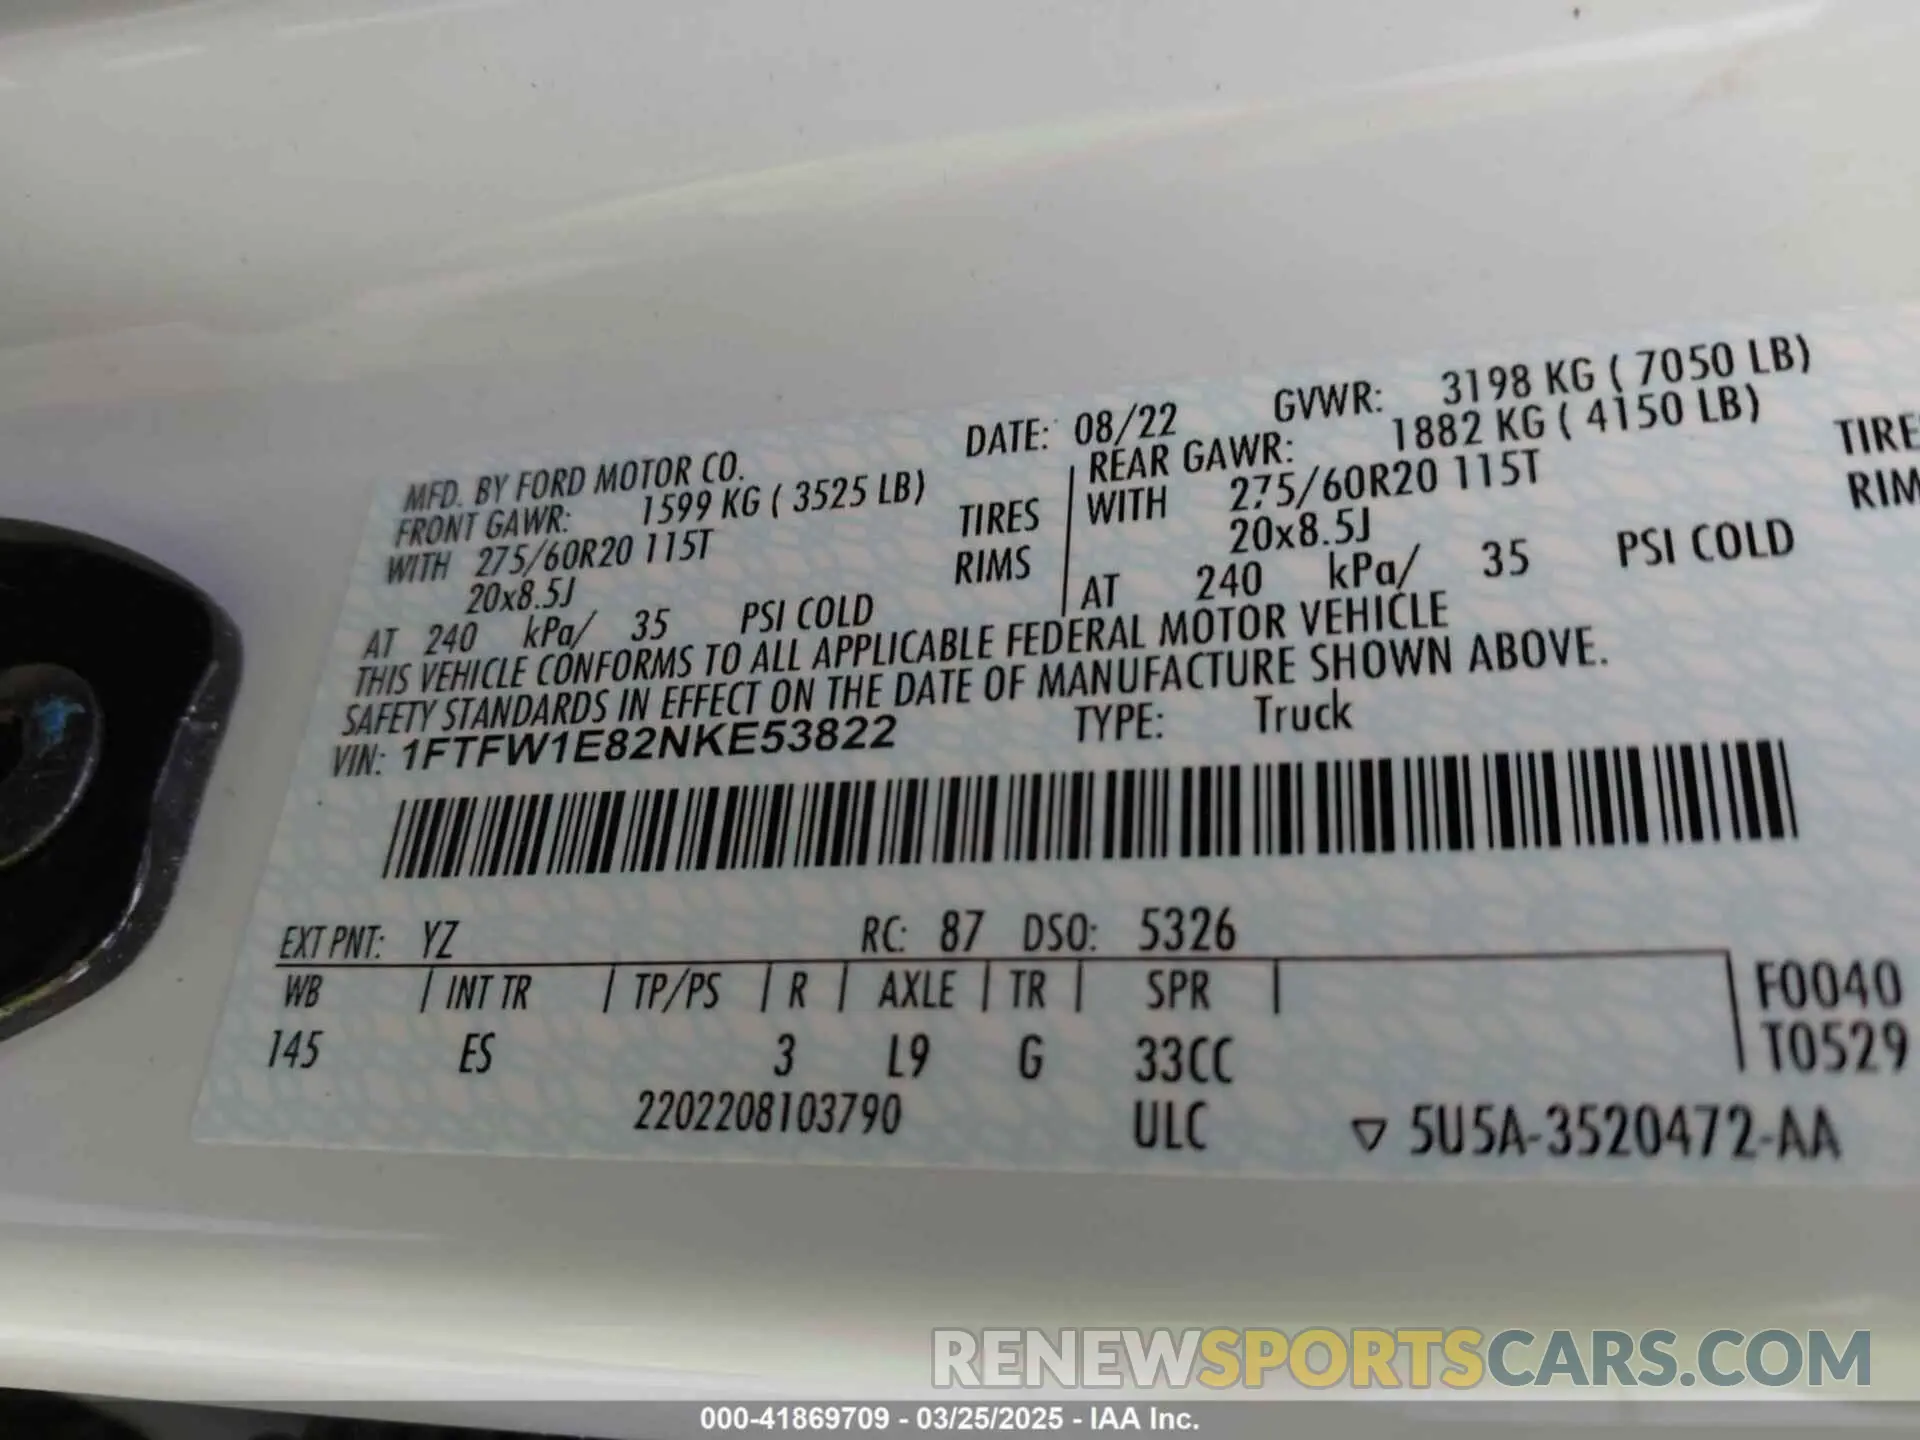 MFD. BY FORD MOTOR CO. DATE: 08/22 GVWR: 3198 KG ( 7050 LB)
FRONT GAWR: 1599 KG ( 3525 LB) REAR GAWR: 1882 KG ( 4150 LB)
WITH 275/60R20 115T TIRES WITH 275/60R20 115T TIRE
20x8.5J RIMS 20x8.5J RIM
AT 240 kPa/ 35 PSI COLD AT 240 kPa/ 35 PSI COLD
THIS VEHICLE CONFORMS TO ALL APPLICABLE FEDERAL MOTOR VEHICLE
SAFETY STANDARDS IN EFFECT ON THE DATE OF MANUFACTURE SHOWN ABOVE.
VIN: 1FTFW1E82NKE53822 TYPE: Truck
EXT PNT: YZ RC: 87 DSO: 5326
WB | INT TR | TP/PS | R | AXLE | TR | SPR | F0040
145 ES 3 L9 G 33CC T0529
2202208103790 ULC ▽ 5U5A-3520472-AA
RENEWSPORTSCARS.COM
000-41869709 - 03/25/2025 - IAA Inc.